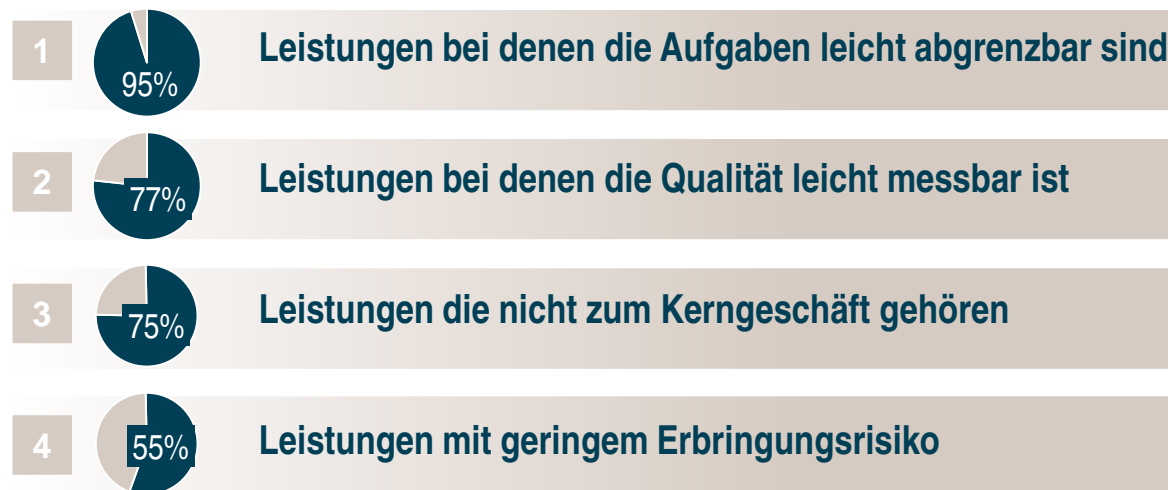 1 95% Leistungen bei denen die Aufgaben leicht abgrenzbar sind
2 77% Leistungen bei denen die Qualität leicht messbar ist
3 75% Leistungen die nicht zum Kerngeschäft gehören
4 55% Leistungen mit geringem Erbringungsrisiko